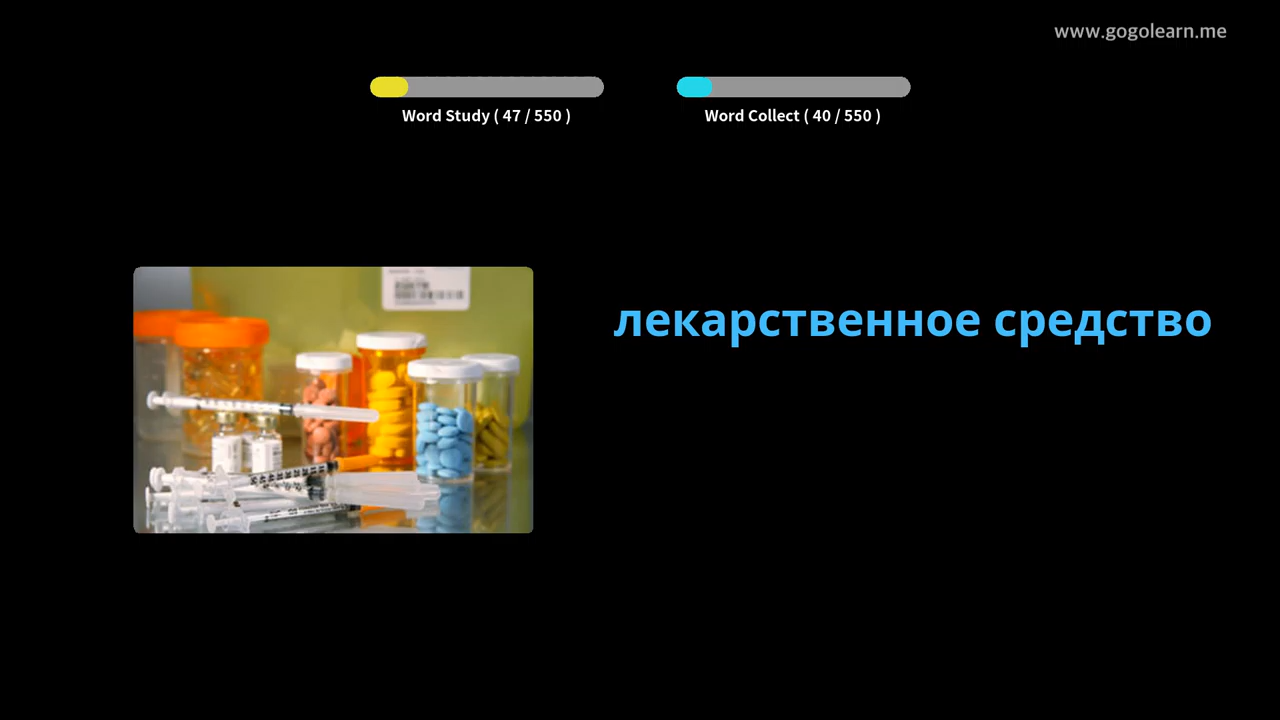 www.gogolearn.me
Word Study ( 47 / 550 )
Word Collect ( 40 / 550 )
лекарственное средство